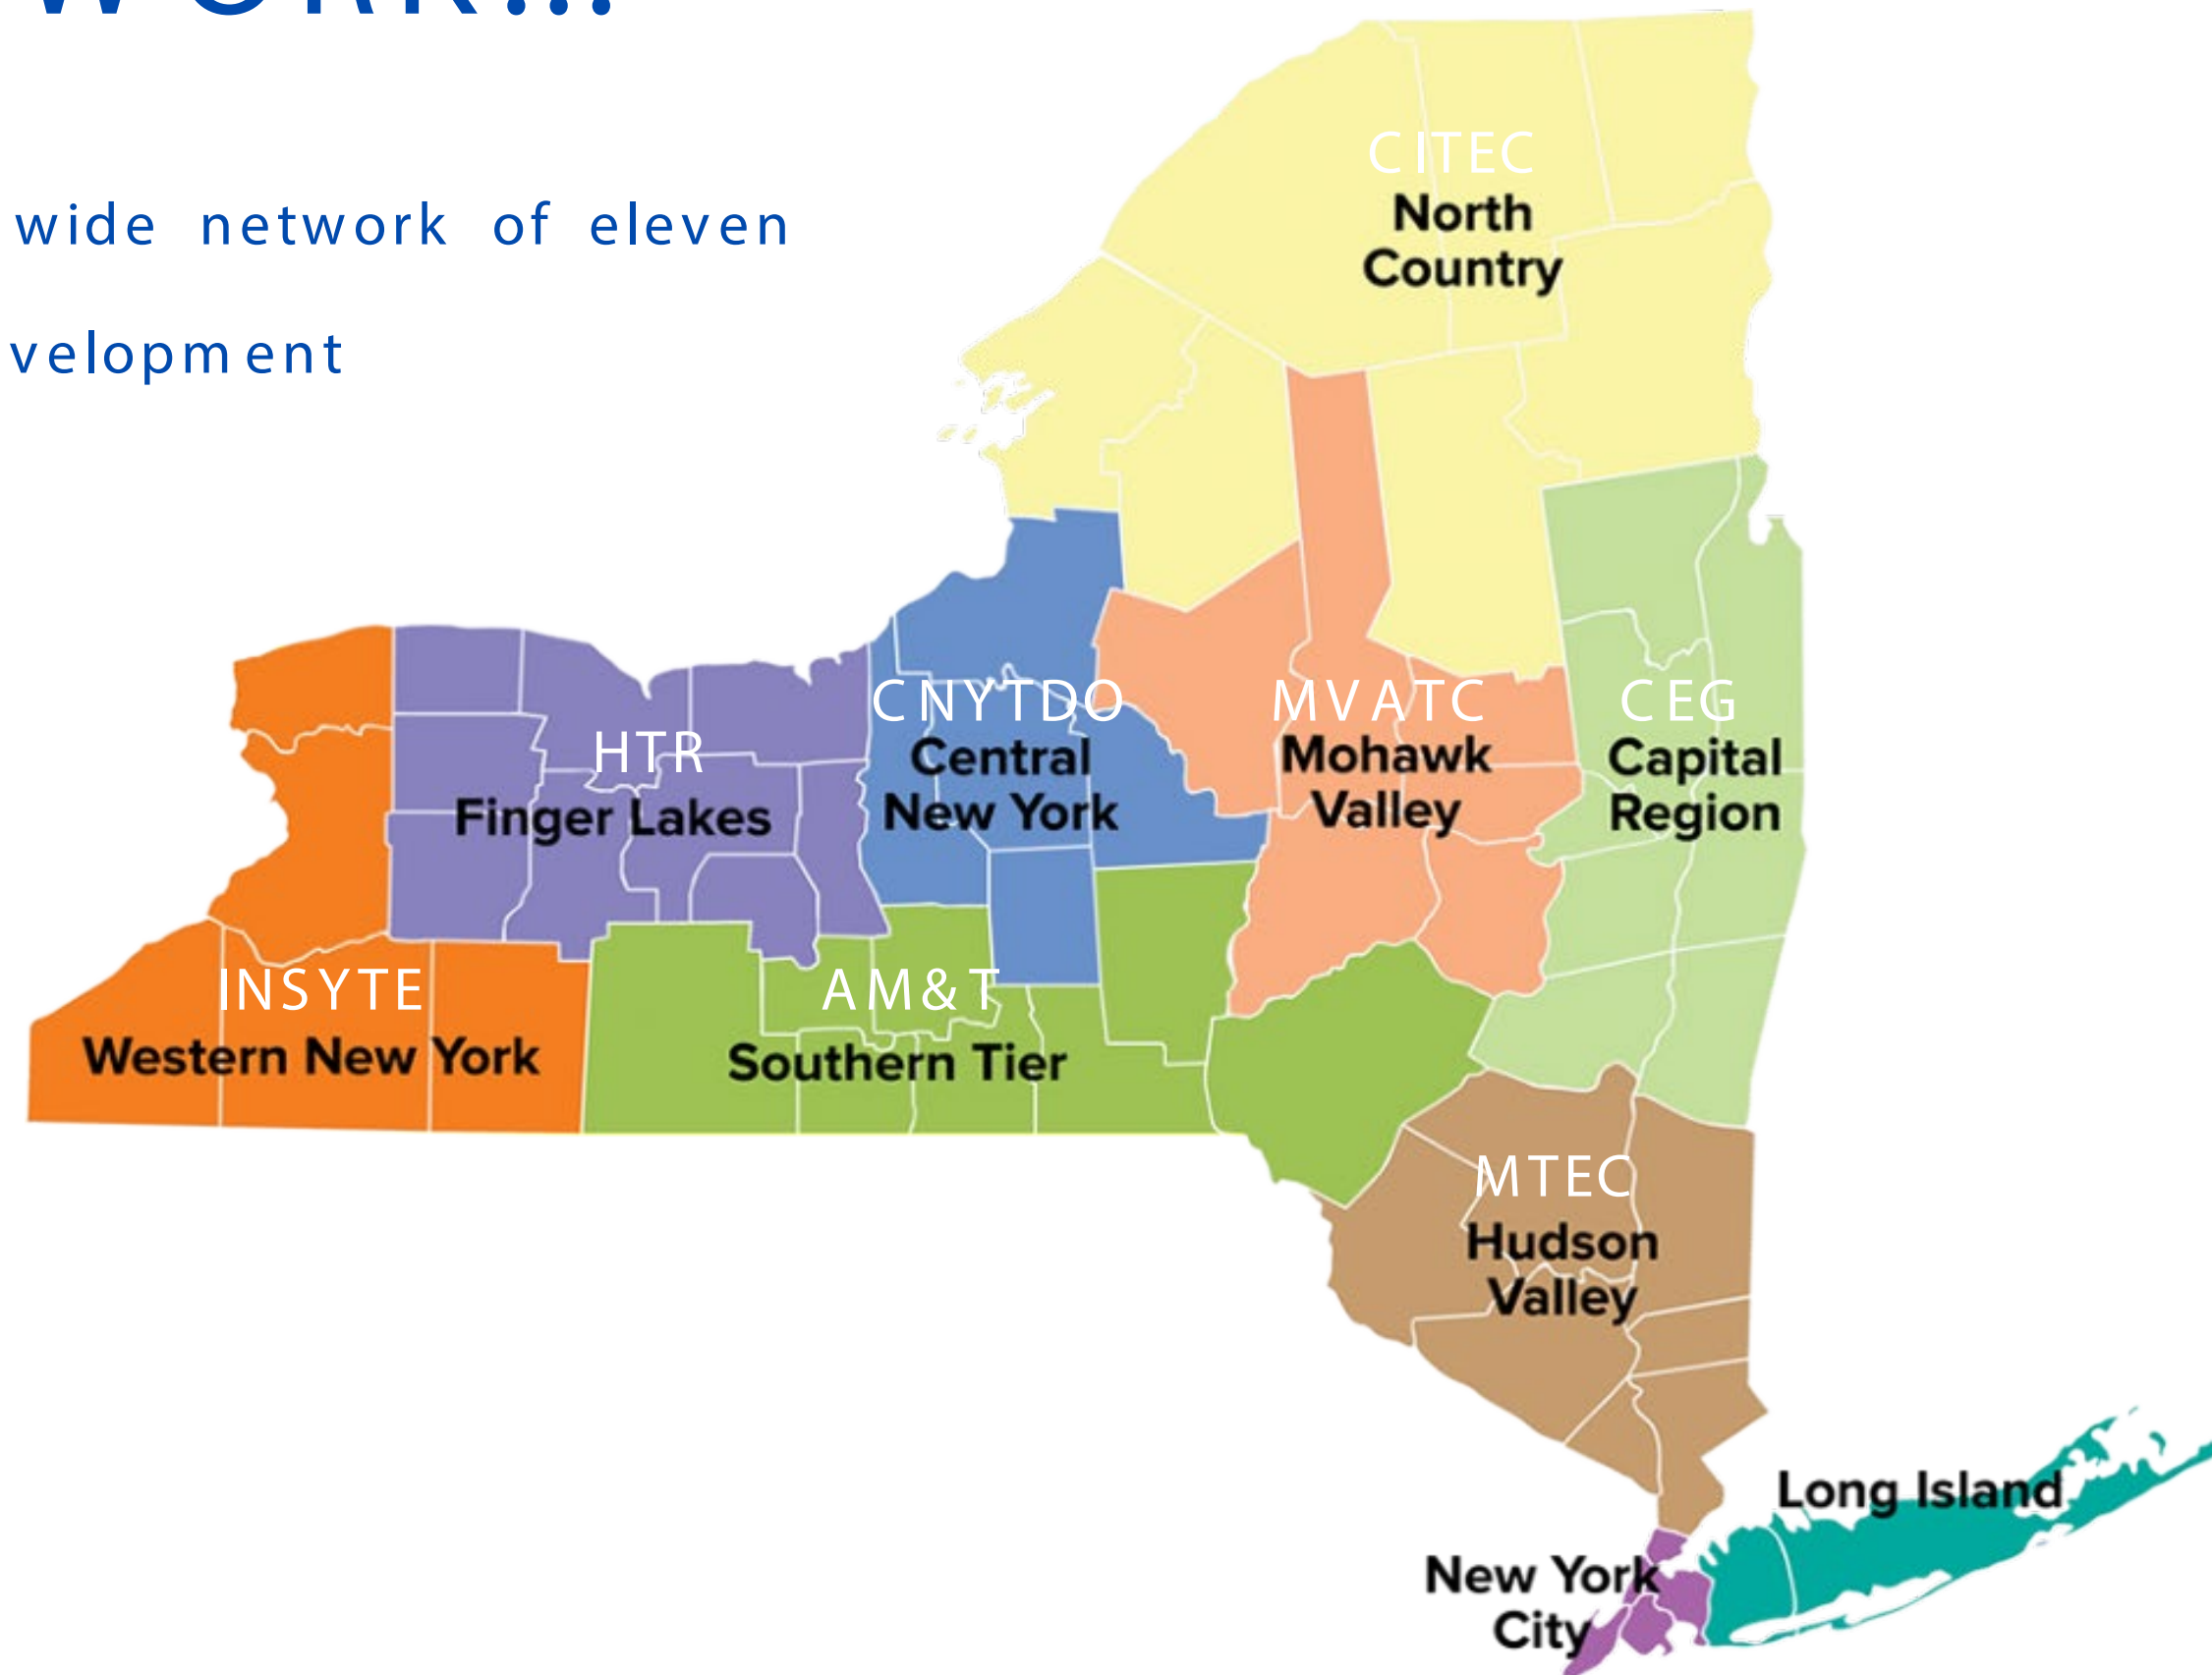 WORK...
wide network of eleven
velopment
CITEC
North
Country
CNYTDO
Central
New York
MVATC
Mohawk
Valley
CEG
Capital
Region
HTR
Finger Lakes
INSYTE
Western New York
AM&T
Southern Tier
MTEC
Hudson
Valley
Long Island
New York
City